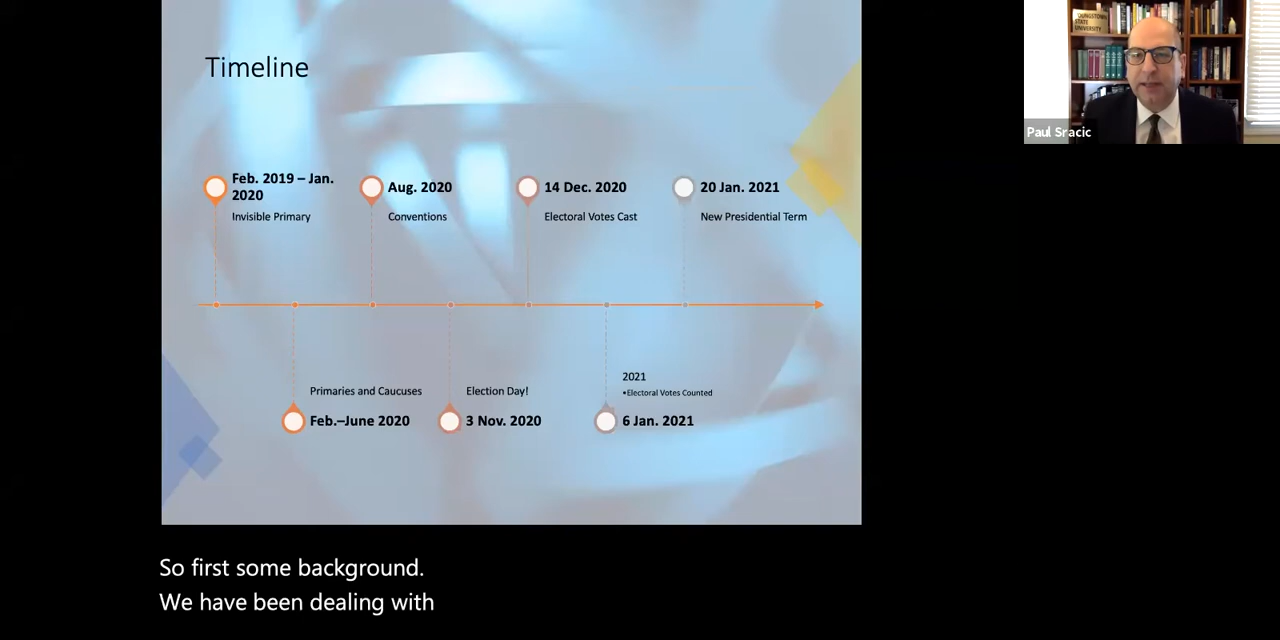 Timeline
Feb. 2019 – Jan.
2020
Invisible Primary
Aug. 2020
Conventions
14 Dec. 2020
Electoral Votes Cast
20 Jan. 2021
New Presidential Term
Primaries and Caucuses
Feb.–June 2020
Election Day!
3 Nov. 2020
2021
•Electoral Votes Counted
6 Jan. 2021
STATE
UNIVERSITY
Paul Sracic
So first some background.
We have been dealing with